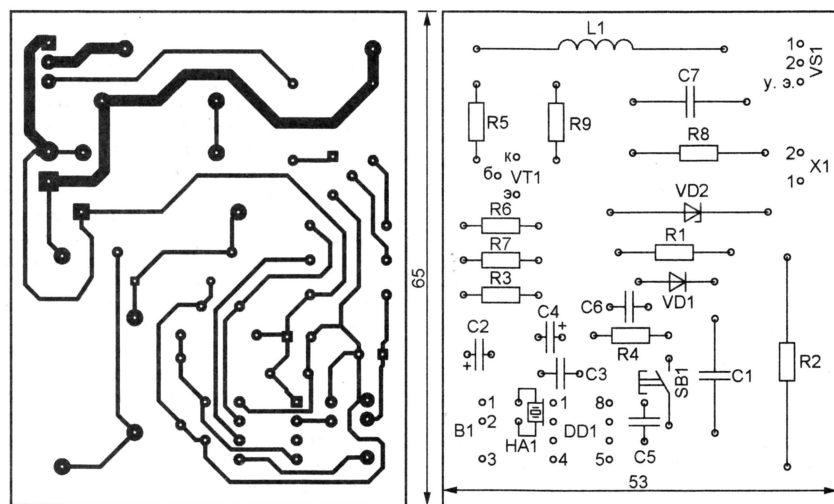 L1
1
2
у. э.
VS1
C7
R5
R9
R8
2
1
X1
к
б
VT1
э
VD2
R6
R7
R1
R3
VD1
C6
65
C2
+
C4
+
R4
C3
SB1
C1
R2
1
2
3
B1
HA1
1
4
DD1
8
5
C5
53